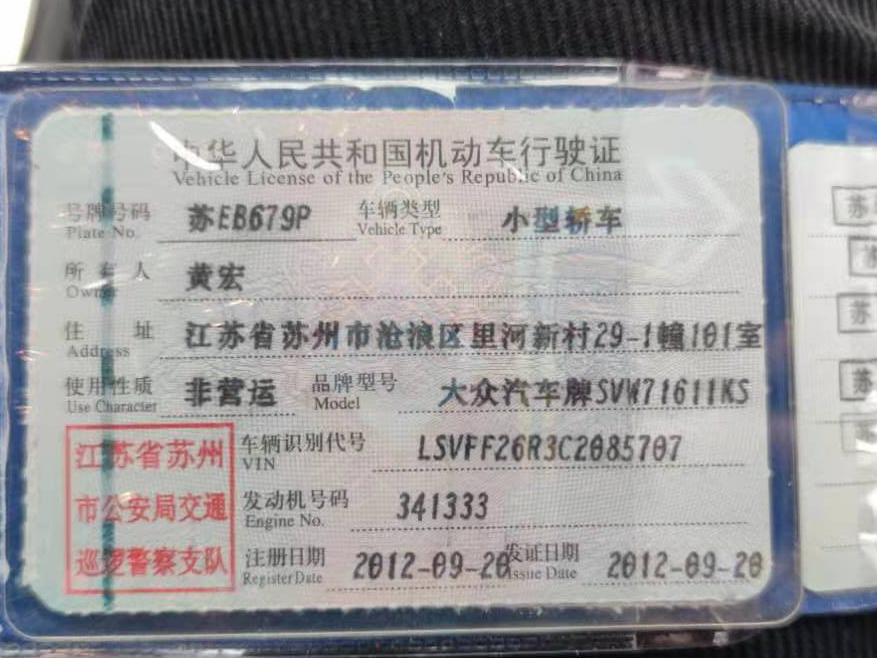 中华人民共和国机动车行驶证
Vehicle License of the People's Republic of China
号牌号码 苏EB679P 车辆类型 小型轿车
Plate No. Vehicle Type
所有人 黄宏
Owner
住址 江苏省苏州市沧浪区里河新村29-1幢101室
Address
使用性质 非营运 品牌型号 大众汽车牌SVW71611KS
Use Character Model
江苏省苏州 车辆识别代号 LSVFF26R3C2085707
VIN
市公安局交通 发动机号码 341333
Engine No.
巡逻警察支队 注册日期 2012-09-20 发证日期 2012-09-20
Register Date Issue Date
苏
苏
苏